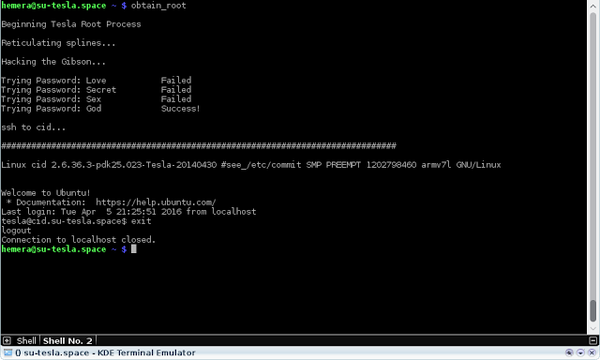 hemera@su-tesla.space ~ $ obtain_root
Beginning Tesla Root Process
Reticulating splines...
Hacking the Gibson...
Trying Password: Love Failed
Trying Password: Secret Failed
Trying Password: Sex Failed
Trying Password: God Success!
ssh to cid...
###########################################################################
Linux cid 2.6.36.3-pdk25.023-Tesla-20140430 #see_/etc/commit SMP PREEMPT 1202798460 armv7l GNU/Linux
Welcome to Ubuntu!
* Documentation: https://help.ubuntu.com/
Last login: Tue Apr 5 21:25:51 2016 from localhost
tesla@cid.su-tesla.space$ exit
logout
Connection to localhost closed.
hemera@su-tesla.space ~ $
Shell Shell No. 2
() su-tesla.space - KDE Terminal Emulator